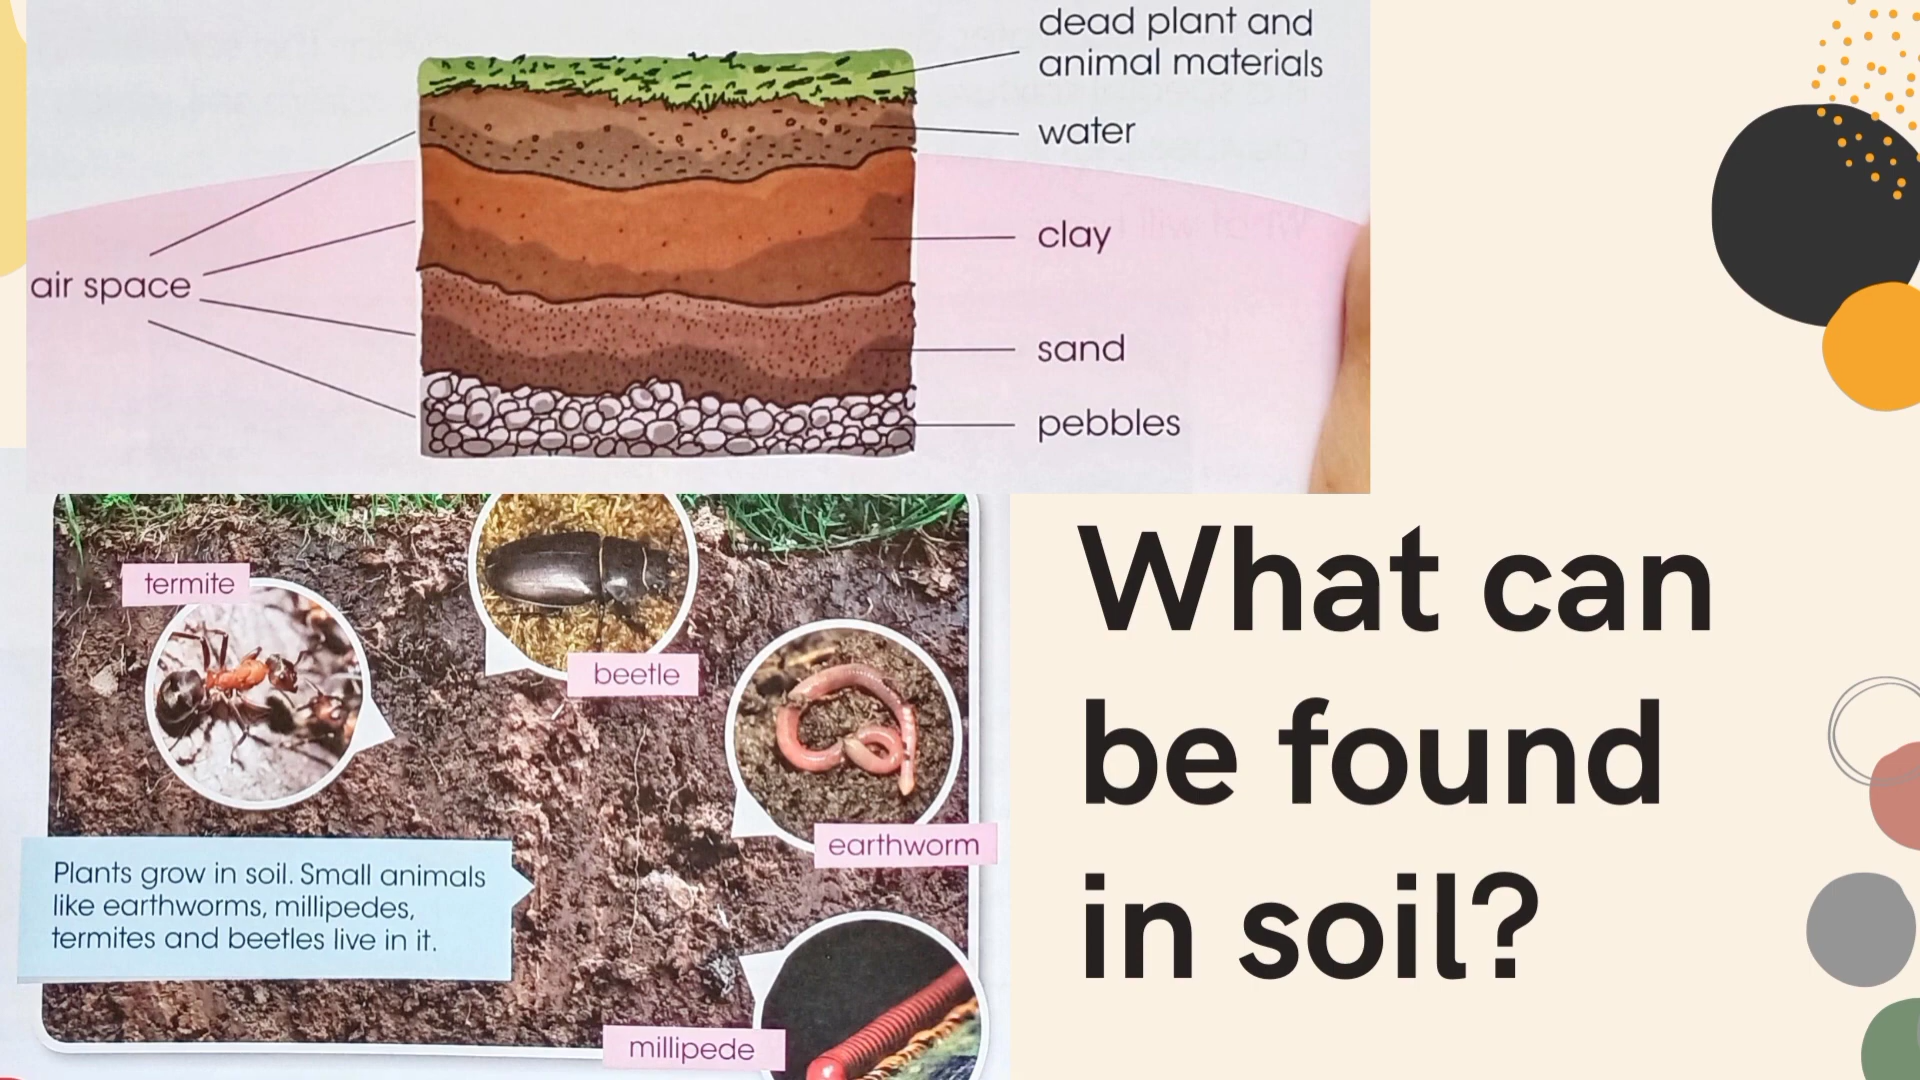 dead plant and
animal materials
water
air space
clay
sand
pebbles
termite
beetle
earthworm
Plants grow in soil. Small animals
like earthworms, millipedes,
termites and beetles live in it.
millipede
What can
be found
in soil?